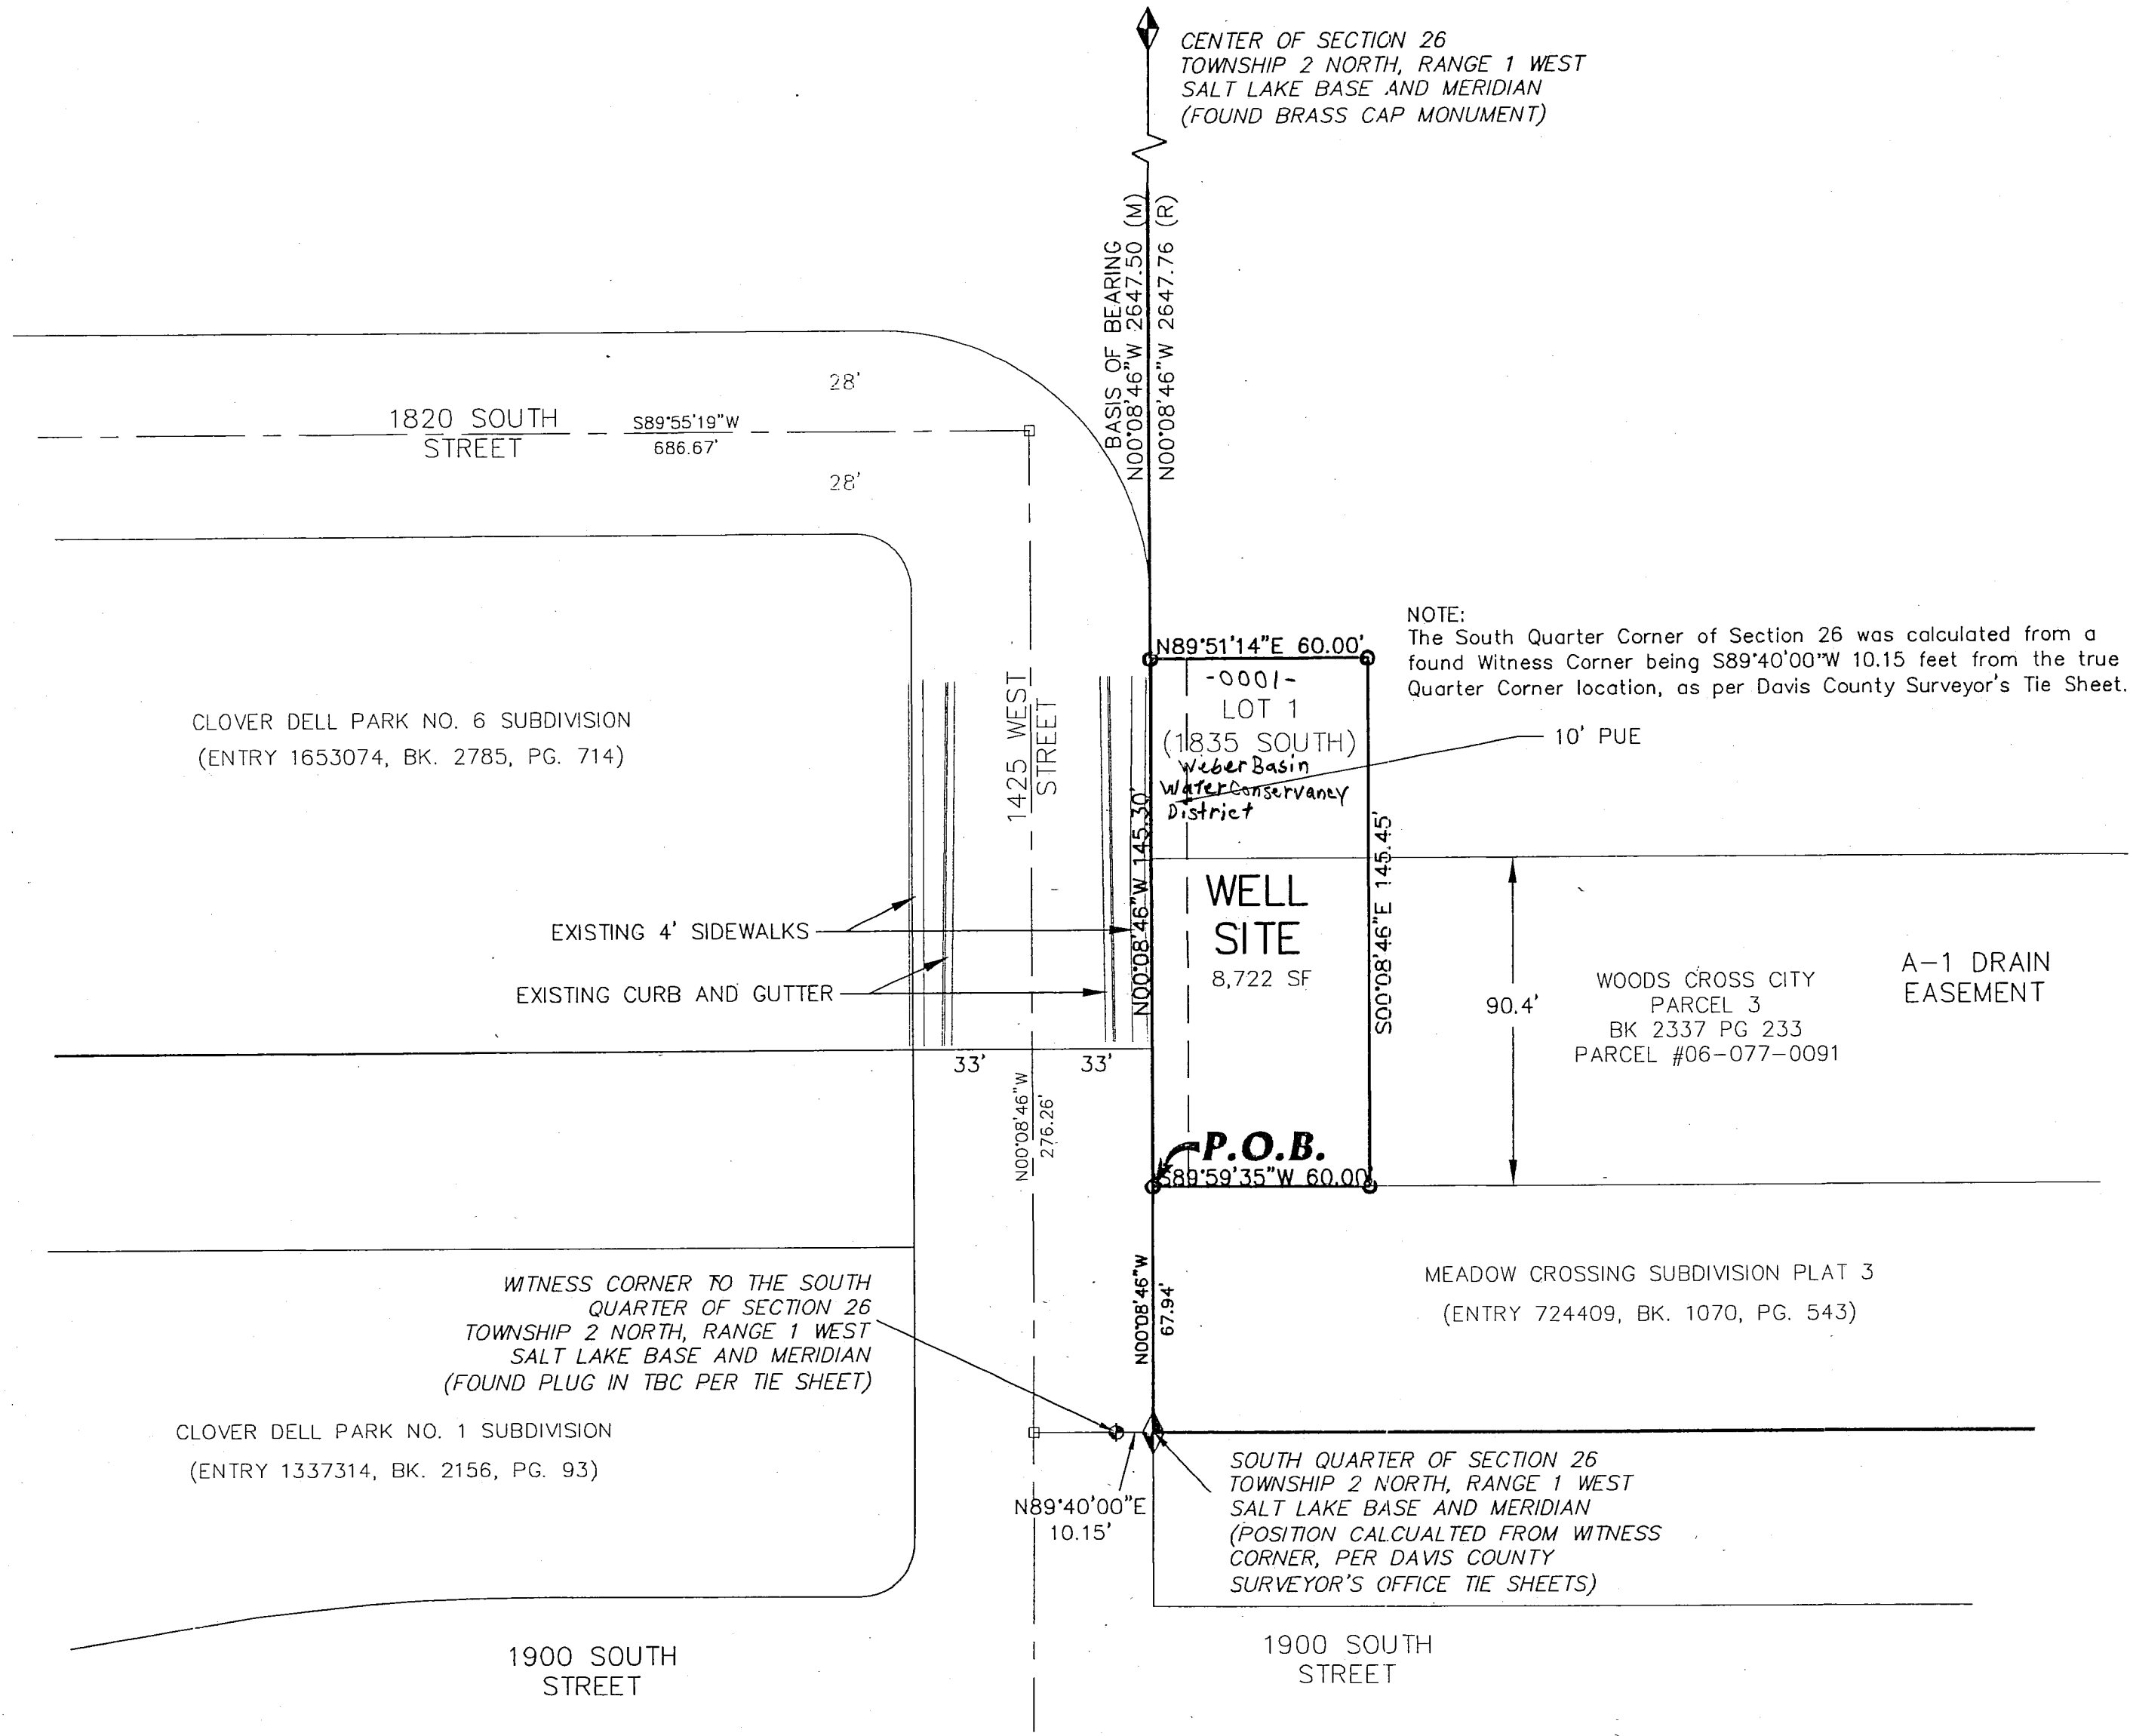 CENTER OF SECTION 26
TOWNSHIP 2 NORTH, RANGE 1 WEST
SALT LAKE BASE AND MERIDIAN
(FOUND BRASS CAP MONUMENT)
BASIS OF BEARING
N00°08'46"W 2647.50 (M)
N00°08'46"W 2647.76 (R)
28'
1820 SOUTH
STREET
S89°55'19"W
686.67'
28'
NOTE:
The South Quarter Corner of Section 26 was calculated from a
found Witness Corner being S89°40'00"W 10.15 feet from the true
Quarter Corner location, as per Davis County Surveyor's Tie Sheet.
N89°51'14"E 60.00'
-0001-
LOT 1
(1835 SOUTH)
Weber Basin
Water Conservancy
District
10' PUE
CLOVER DELL PARK NO. 6 SUBDIVISION
(ENTRY 1653074, BK. 2785, PG. 714)
1425 WEST
STREET
N00°08'46"W 145.30'
S00°08'46"E 145.45'
WELL
SITE
8,722 SF
EXISTING 4' SIDEWALKS
EXISTING CURB AND GUTTER
90.4'
WOODS CROSS CITY
PARCEL 3
BK 2337 PG 233
PARCEL #06-077-0091
A-1 DRAIN
EASEMENT
33'
33'
N00°08'46"W
276.26'
P.O.B.
S89°59'35"W 60.00'
N00°08'46"W
67.94'
MEADOW CROSSING SUBDIVISION PLAT 3
(ENTRY 724409, BK. 1070, PG. 543)
WITNESS CORNER TO THE SOUTH
QUARTER OF SECTION 26
TOWNSHIP 2 NORTH, RANGE 1 WEST
SALT LAKE BASE AND MERIDIAN
(FOUND PLUG IN TBC PER TIE SHEET)
CLOVER DELL PARK NO. 1 SUBDIVISION
(ENTRY 1337314, BK. 2156, PG. 93)
N89°40'00"E
10.15'
SOUTH QUARTER OF SECTION 26
TOWNSHIP 2 NORTH, RANGE 1 WEST
SALT LAKE BASE AND MERIDIAN
(POSITION CALCUALTED FROM WITNESS
CORNER, PER DAVIS COUNTY
SURVEYOR'S OFFICE TIE SHEETS)
1900 SOUTH
STREET
1900 SOUTH
STREET